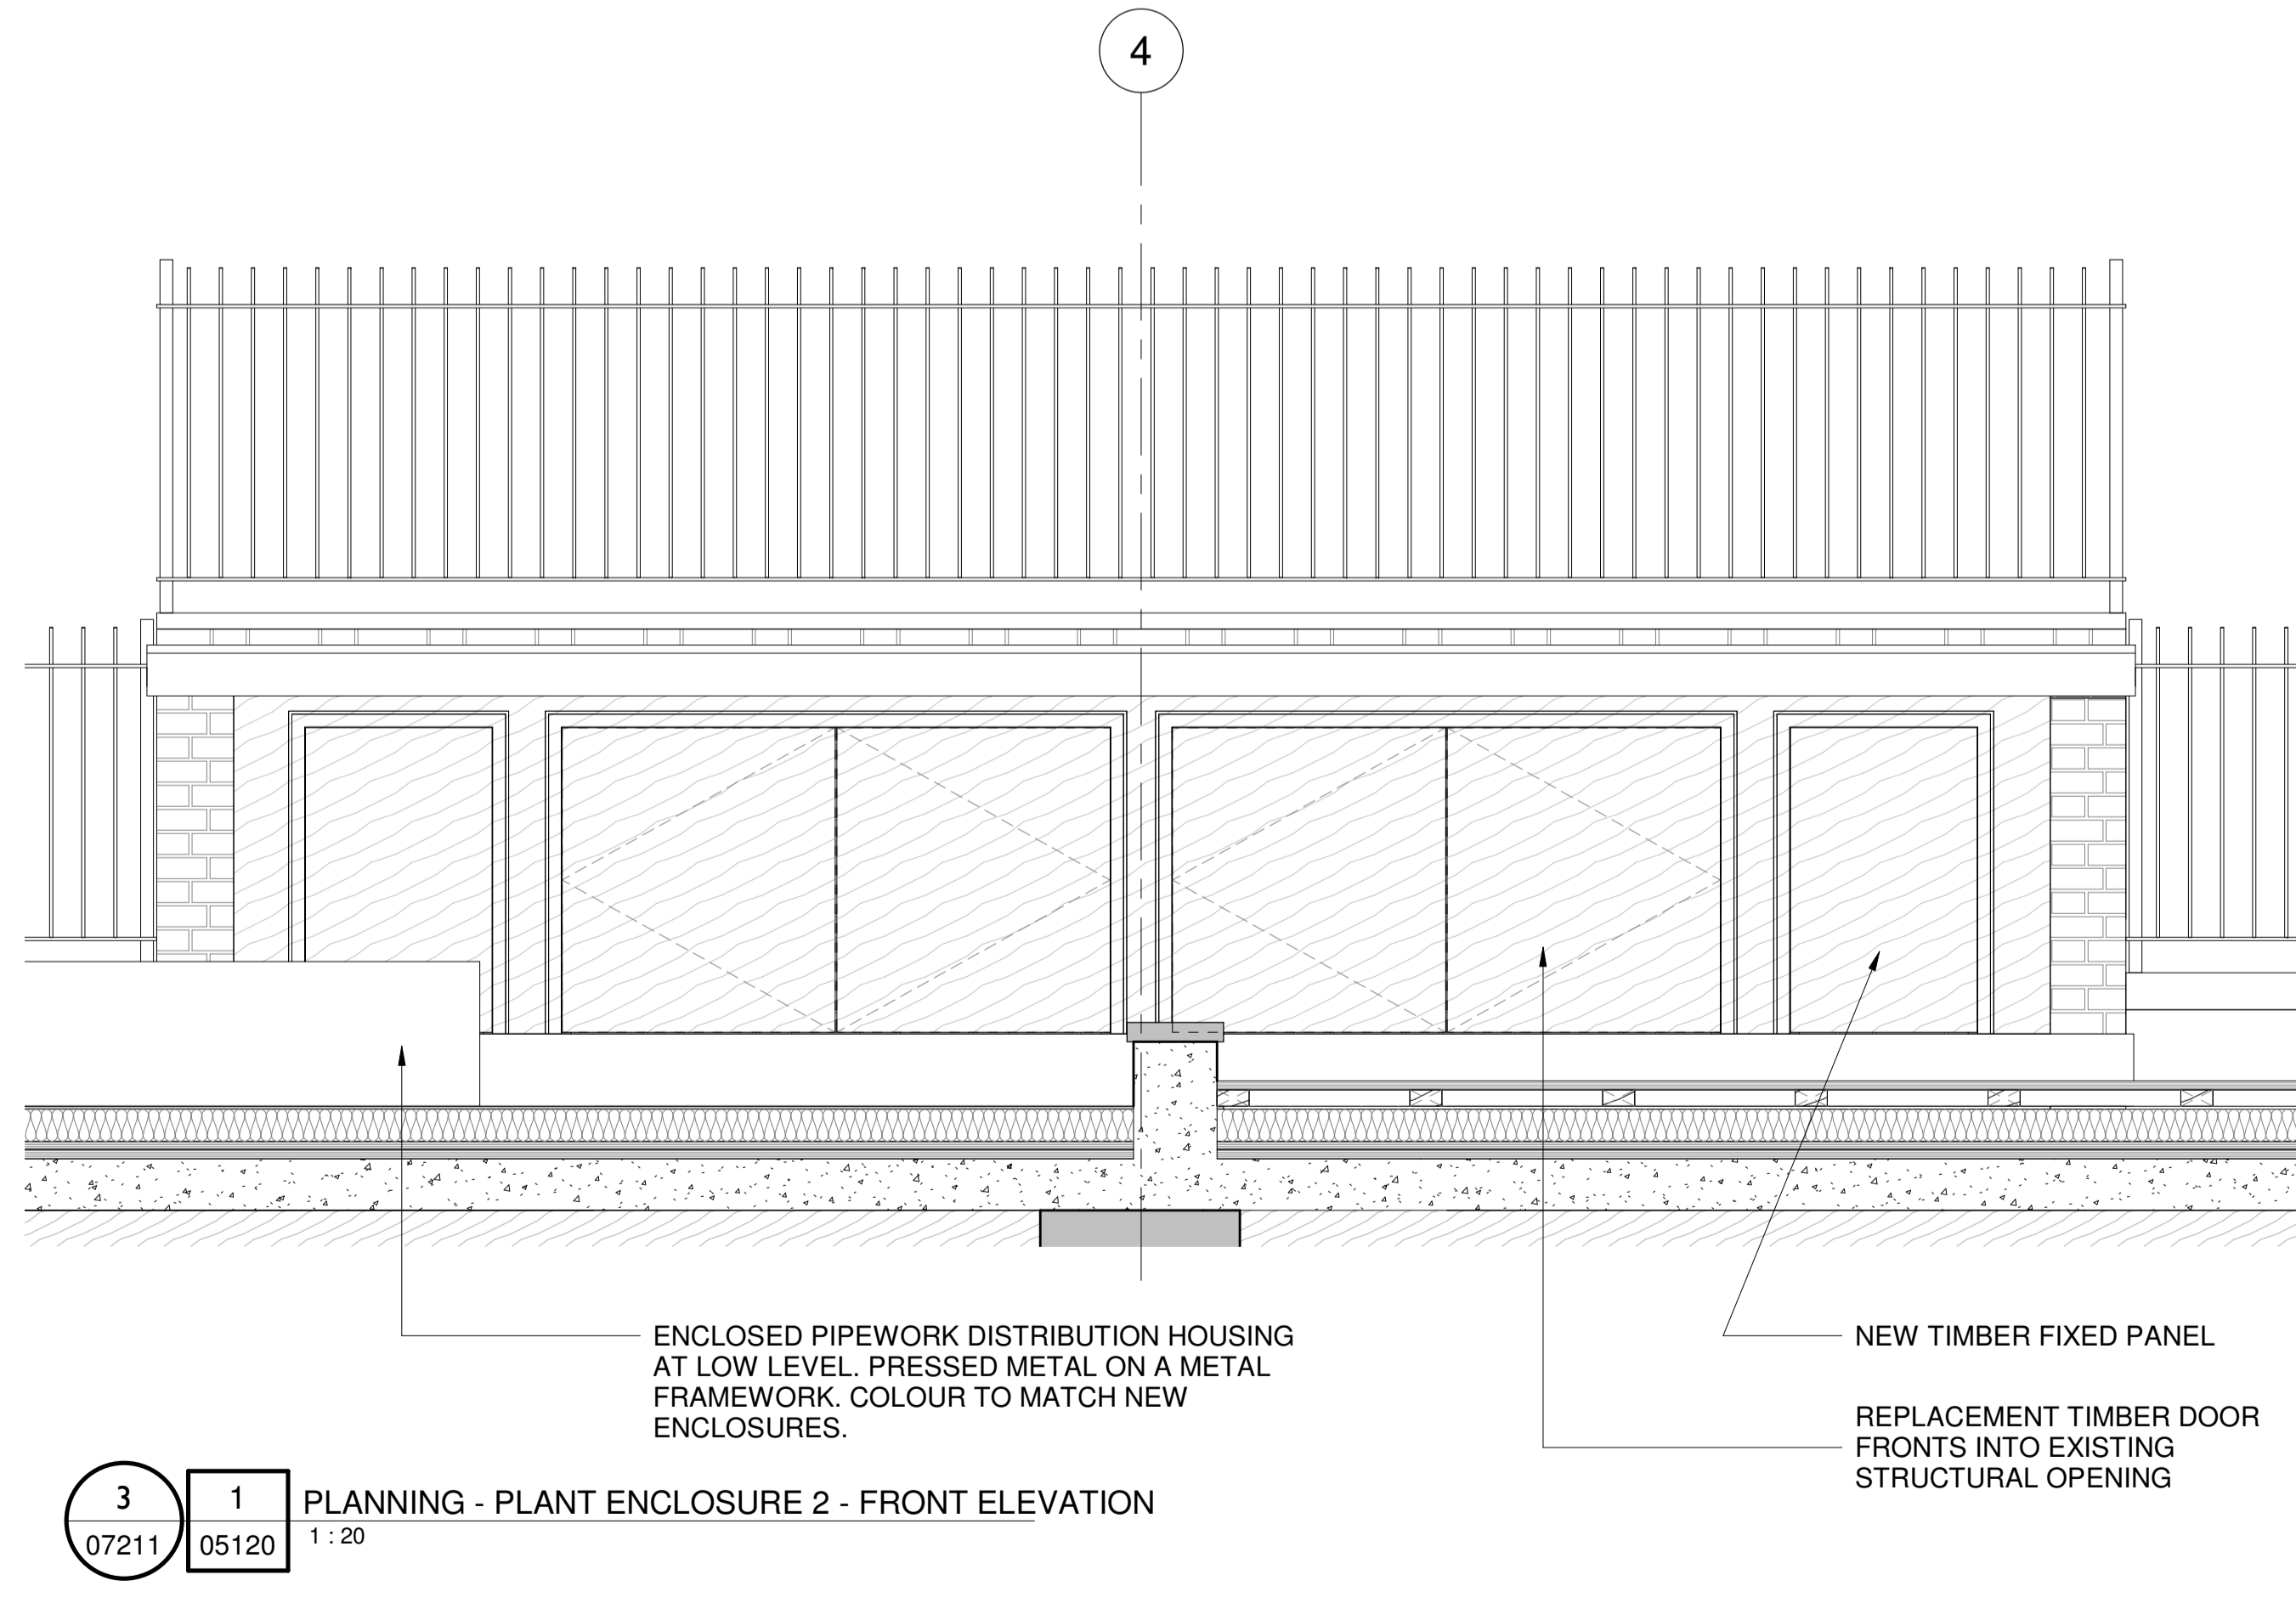 4
ENCLOSED PIPEWORK DISTRIBUTION HOUSING
AT LOW LEVEL. PRESSED METAL ON A METAL
FRAMEWORK. COLOUR TO MATCH NEW
ENCLOSURES.
NEW TIMBER FIXED PANEL
REPLACEMENT TIMBER DOOR
FRONTS INTO EXISTING
STRUCTURAL OPENING
3
07211
1
05120
PLANNING - PLANT ENCLOSURE 2 - FRONT ELEVATION
1 : 20